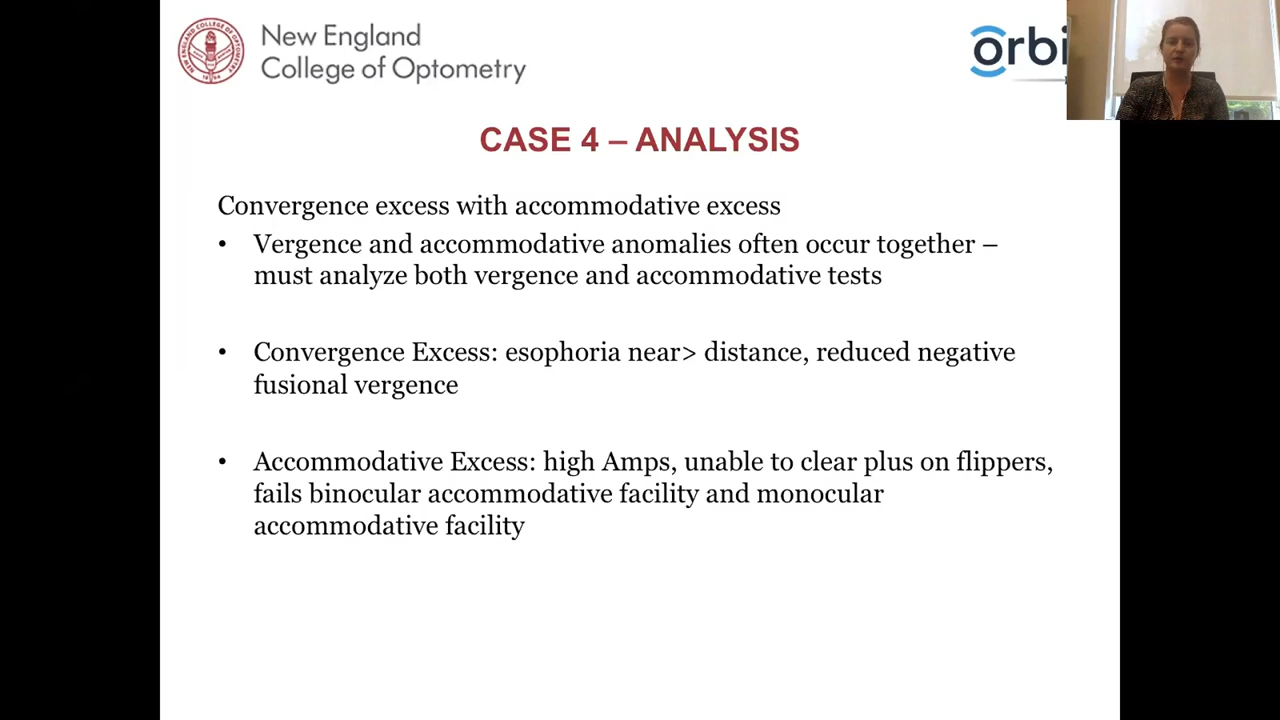 New England
College of Optometry
orbi
CASE 4 – ANALYSIS
Convergence excess with accommodative excess
• Vergence and accommodative anomalies often occur together –
must analyze both vergence and accommodative tests
• Convergence Excess: esophoria near> distance, reduced negative
fusional vergence
• Accommodative Excess: high Amps, unable to clear plus on flippers,
fails binocular accommodative facility and monocular
accommodative facility